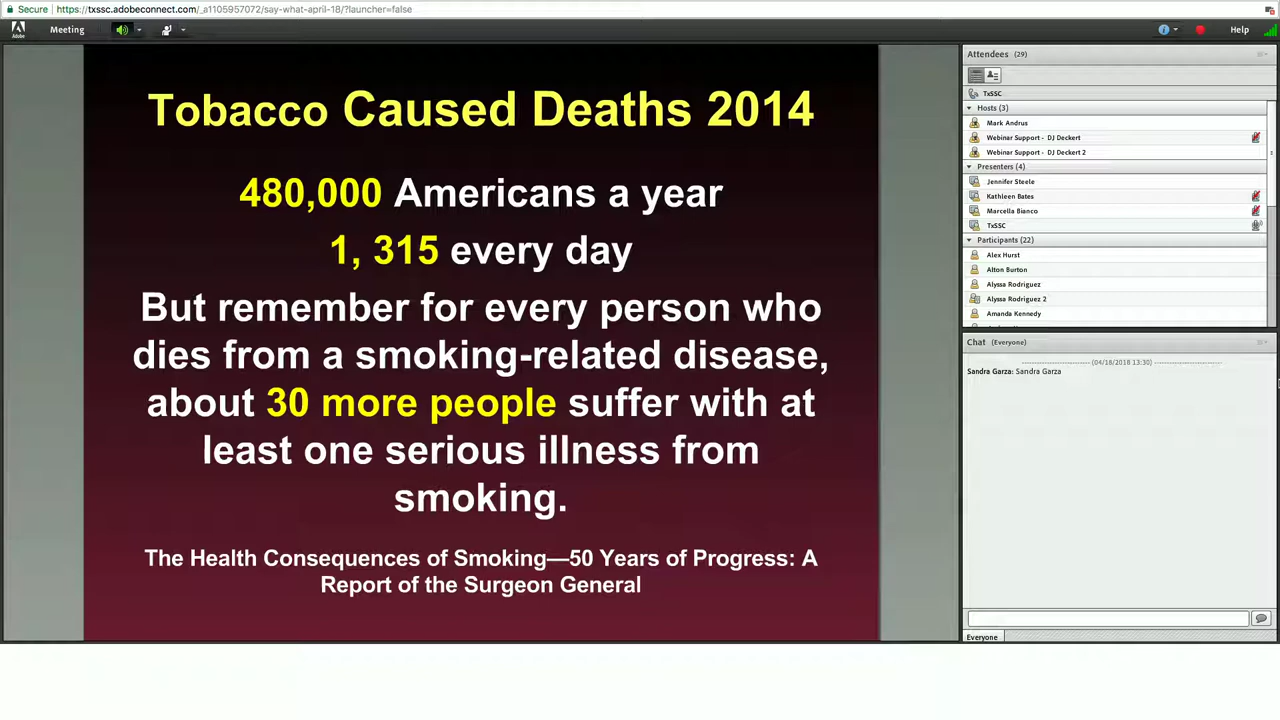 Secure https://txssc.adobeconnect.com/_a1105957072/say-what-april-18/?launcher=false
Adobe Meeting Help
Tobacco Caused Deaths 2014
480,000 Americans a year
1, 315 every day
But remember for every person who
dies from a smoking-related disease,
about 30 more people suffer with at
least one serious illness from
smoking.
The Health Consequences of Smoking—50 Years of Progress: A
Report of the Surgeon General
Attendees (29)
TxSSC
Hosts (3)
Mark Andrus
Webinar Support - DJ Deckert
Webinar Support - DJ Deckert 2
Presenters (4)
Jennifer Steele
Kathleen Bates
Marcella Bianco
TxSSC
Participants (22)
Alex Hurst
Alton Burton
Alyssa Rodriguez
Alyssa Rodriguez 2
Amanda Kennedy
Chat (Everyone)
(04/18/2018 13:30)
Sandra Garza: Sandra Garza
Everyone